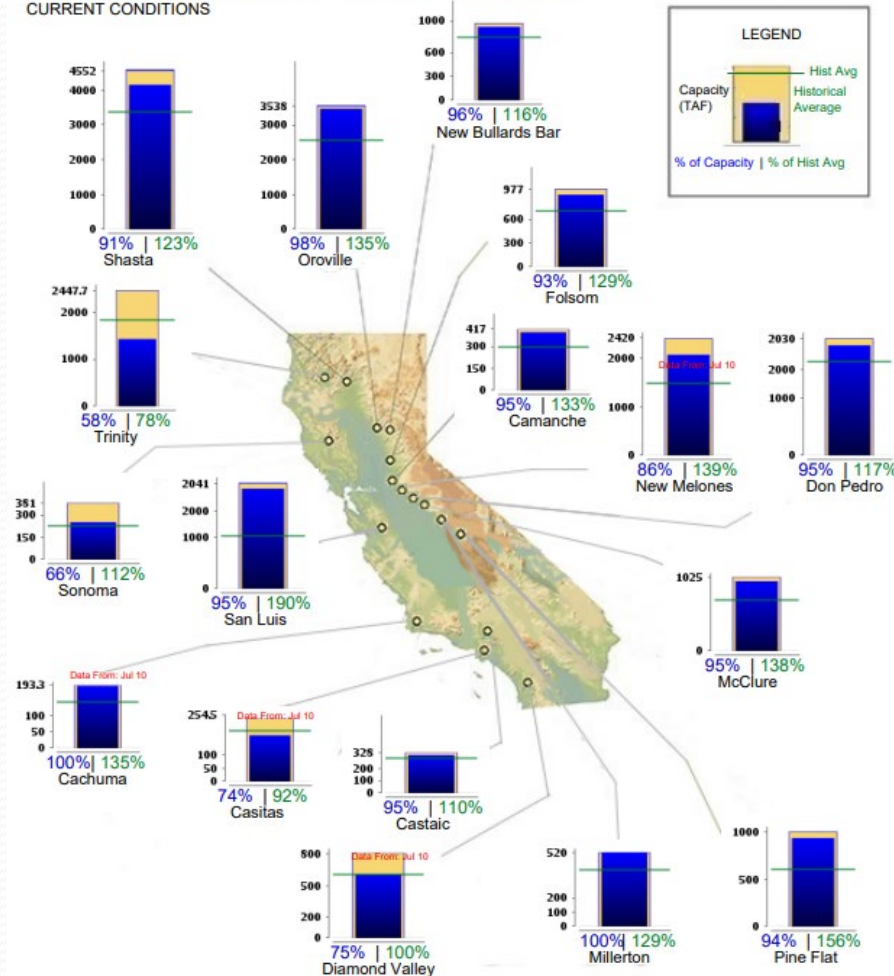 CURRENT CONDITIONS
1000
600
300
0
96% | 116%
New Bullards Bar
LEGEND
Hist Avg
Capacity
(TAF)
Historical
Average
% of Capacity | % of Hist Avg
4552
4000
3000
2000
1000
0
91% | 123%
Shasta
3538
3000
2000
1000
0
98% | 135%
Oroville
977
600
300
0
93% | 129%
Folsom
2447.7
2000
1000
0
58% | 78%
Trinity
417
300
150
0
95% | 133%
Camanche
2420
2000
1000
0
Data From: Jul 10
86% | 139%
New Melones
2030
2000
1000
0
95% | 117%
Don Pedro
381
300
150
0
66% | 112%
Sonoma
2041
2000
1000
0
95% | 190%
San Luis
1025
0
95% | 138%
McClure
Data From: Jul 10
193.3
100
50
0
100% | 135%
Cachuma
Data From: Jul 10
254.5
100
50
0
74% | 92%
Casitas
325
200
100
0
95% | 110%
Castaic
Data From: Jul 10
800
500
200
0
75% | 100%
Diamond Valley
520
200
100
0
100% | 129%
Millerton
1000
500
0
94% | 156%
Pine Flat